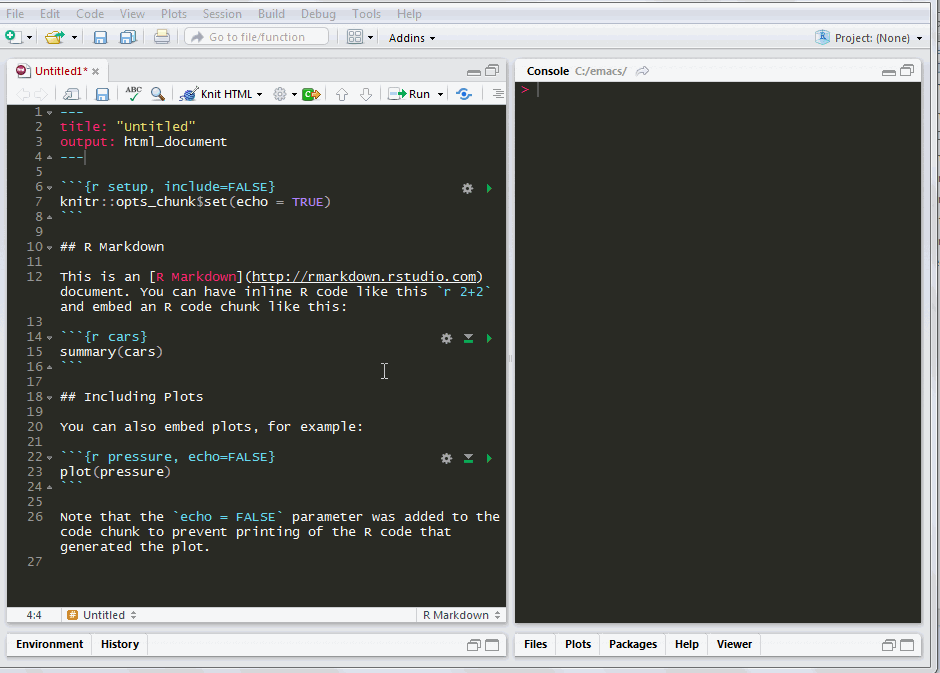 File Edit Code View Plots Session Build Debug Tools Help
Go to file/function Addins Project: (None)
Untitled1* ×
ABC Knit HTML C Run
1 ---
2 title: "Untitled"
3 output: html_document
4 ---
5
6 ```{r setup, include=FALSE}
7 knitr::opts_chunk$set(echo = TRUE)
8 ```
9
10 ## R Markdown
11
12 This is an [R Markdown](http://rmarkdown.rstudio.com)
document. You can have inline R code like this `r 2+2`
and embed an R code chunk like this:
13
14 ```{r cars}
15 summary(cars)
16 ```
17
18 ## Including Plots
19
20 You can also embed plots, for example:
21
22 ```{r pressure, echo=FALSE}
23 plot(pressure)
24 ```
25
26 Note that the `echo = FALSE` parameter was added to the
code chunk to prevent printing of the R code that
generated the plot.
27
4:4 # Untitled R Markdown
Environment History
Console C:/emacs/
>
Files Plots Packages Help Viewer